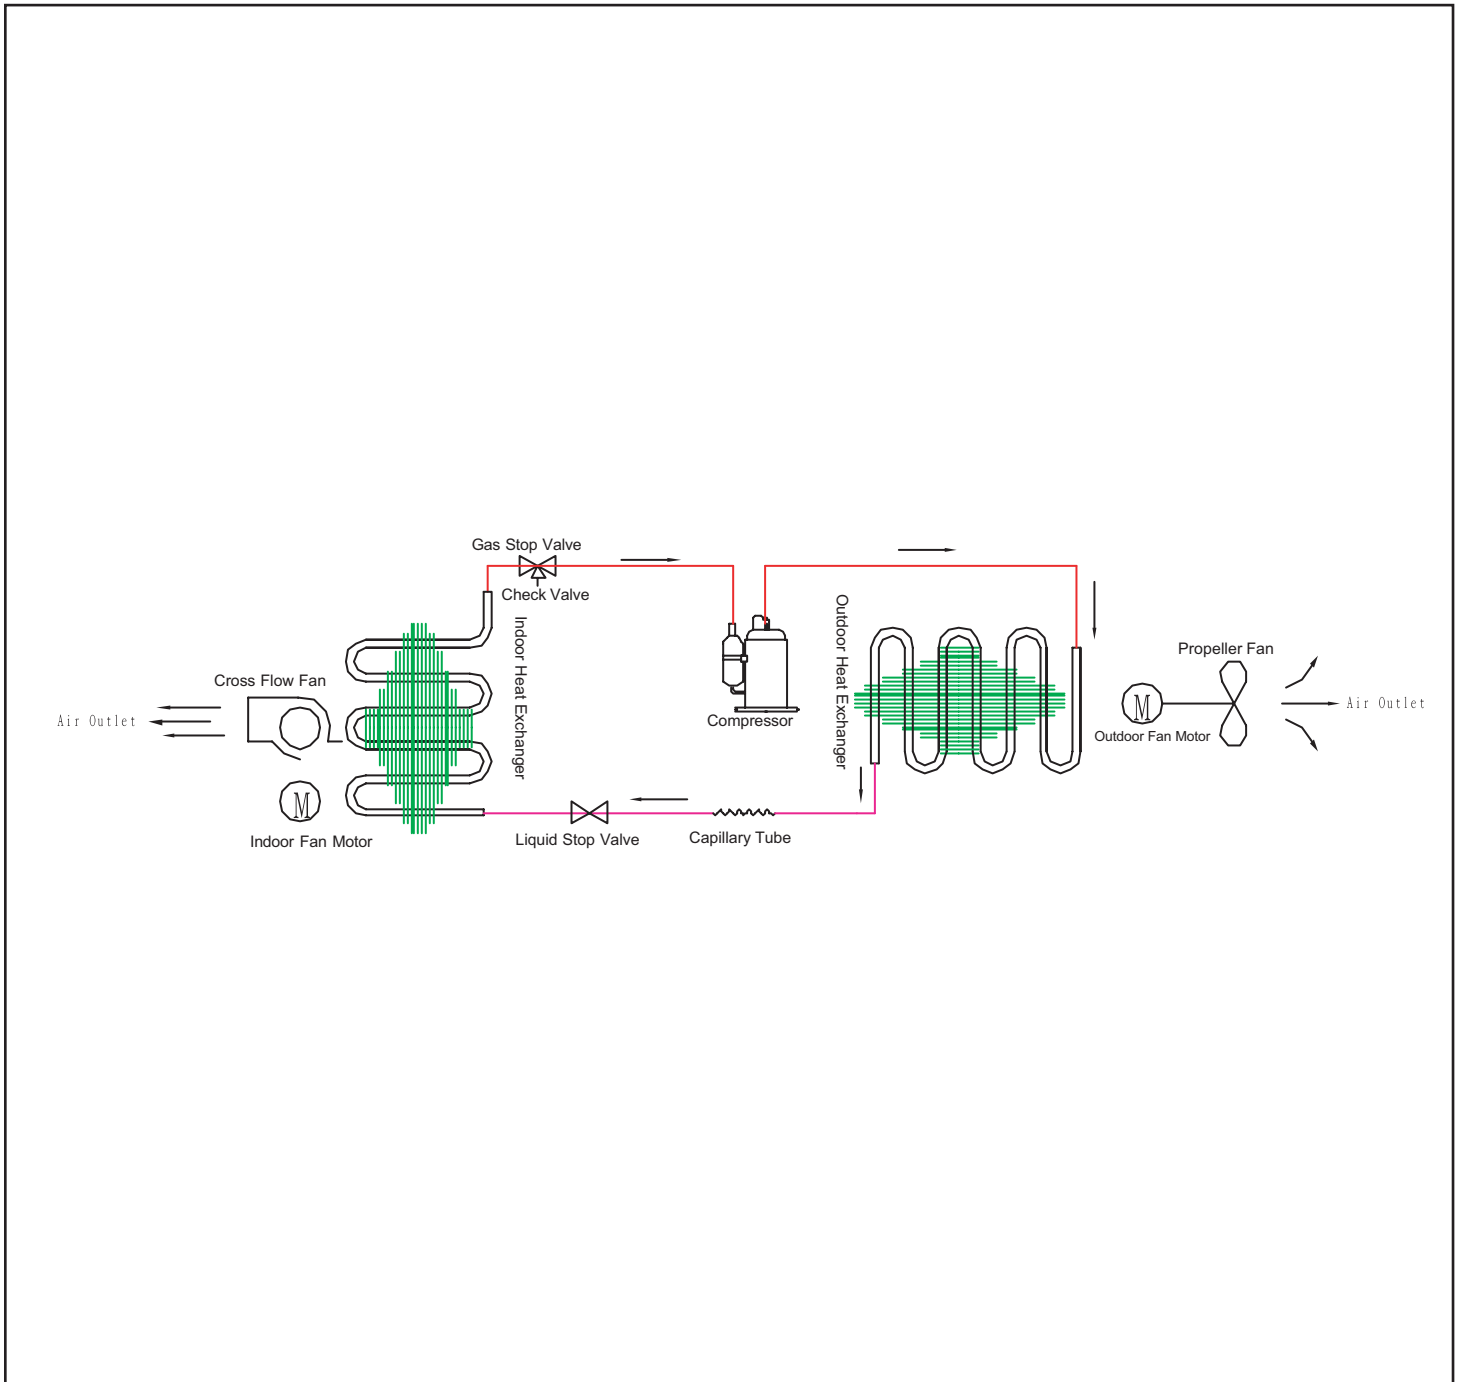 Gas Stop Valve
Check Valve
Indoor Heat Exchanger
Cross Flow Fan
Air Outlet
M
Indoor Fan Motor
Compressor
Outdoor Heat Exchanger
Propeller Fan
M
Air Outlet
Outdoor Fan Motor
Liquid Stop Valve
Capillary Tube